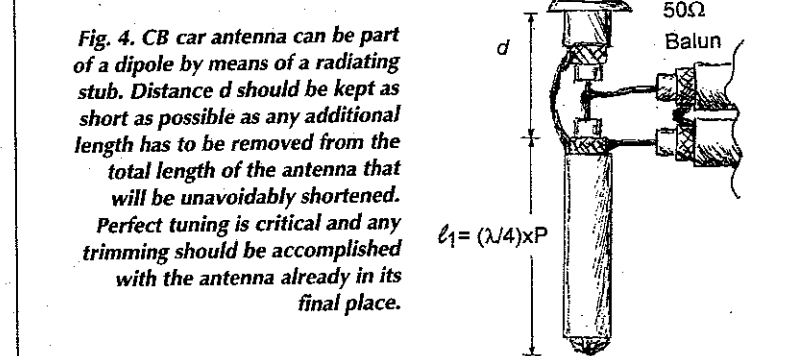 Fig. 4. CB car antenna can be part
of a dipole by means of a radiating
stub. Distance d should be kept as
short as possible as any additional
length has to be removed from the
total length of the antenna that
will be unavoidably shortened.
Perfect tuning is critical and any
trimming should be accomplished
with the antenna already in its
final place.
50Ω
Balun
d
ℓ1= (λ/4)xP